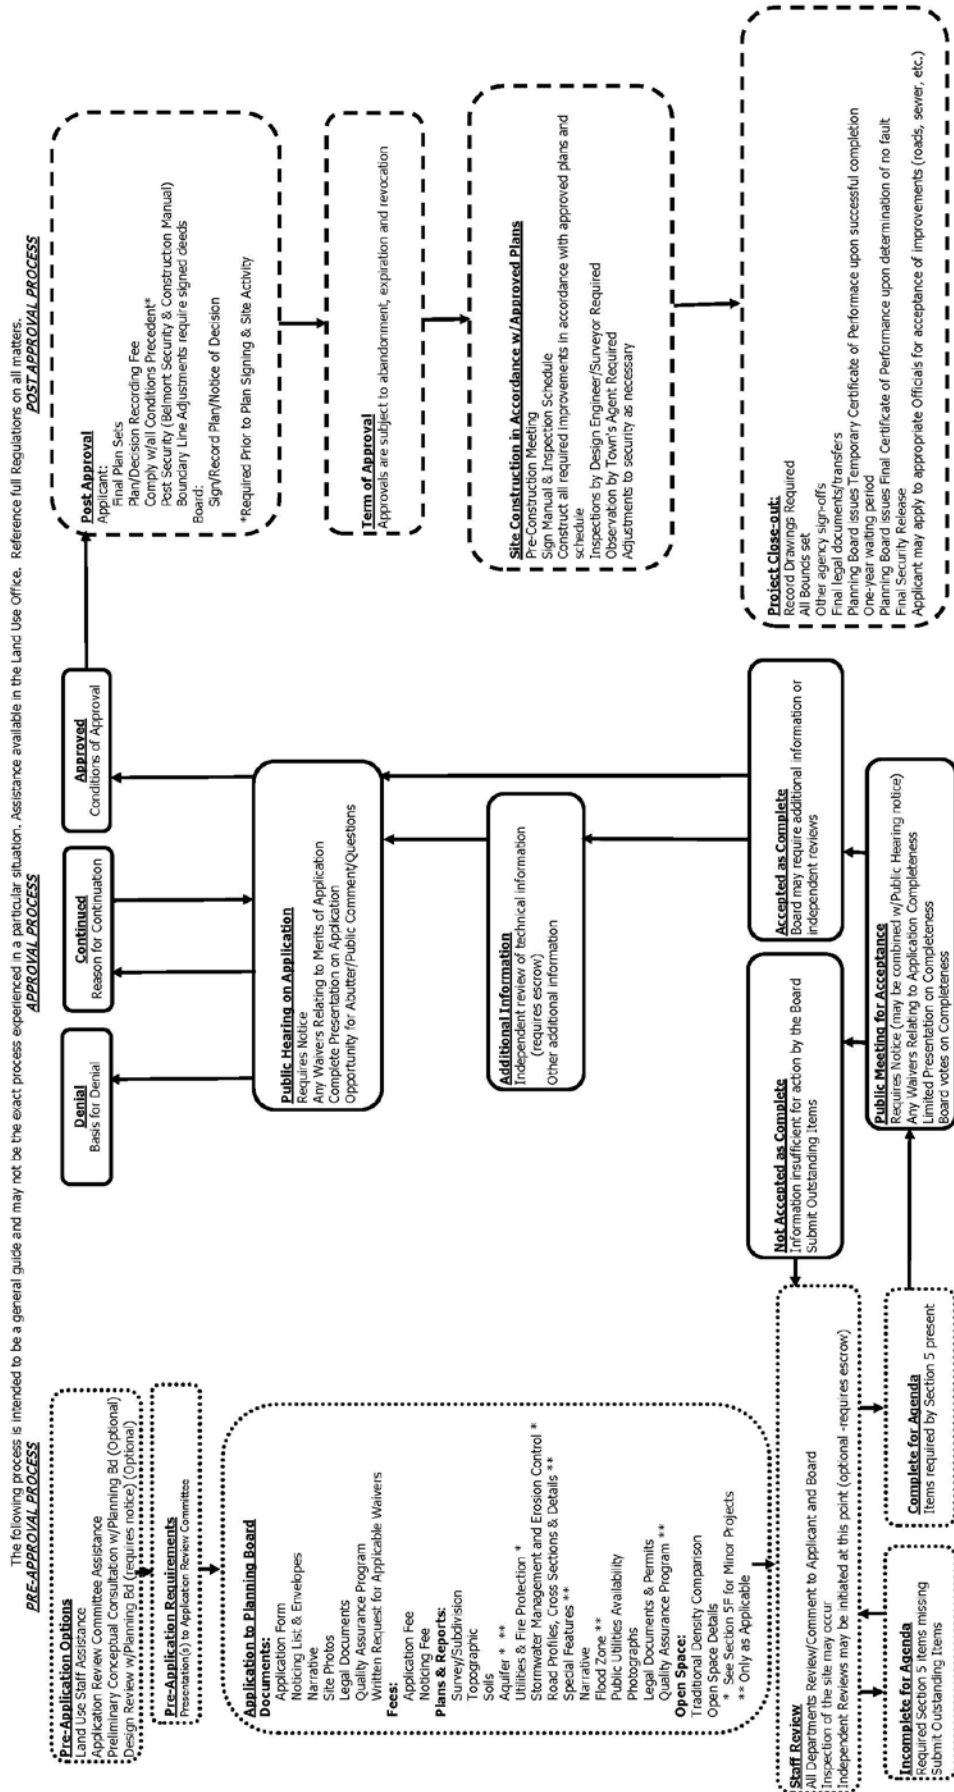 The following process is intended to be a general guide and may not be the exact process experienced in a particular situation. Assistance available in the Land Use Office. Reference full Regulations on all matters.
PRE-APPROVAL PROCESS
APPROVAL PROCESS
POST APPROVAL PROCESS
Pre-Application Options
Land Use Staff Assistance
Application Review Committee Assistance
Preliminary Conceptual Consultation w/Planning Bd (Optional)
Design Review w/Planning Bd (requires notice) (Optional)
Pre-Application Requirements
Presentation(s) to Application Review Committee
Application to Planning Board
Documents:
Application Form
Noticing List & Envelopes
Narrative
Site Photos
Legal Documents
Quality Assurance Program
Written Request for Applicable Waivers
Fees:
Application Fee
Noticing Fee
Plans & Reports:
Survey/Subdivision
Topographic
Soils
Aquifer * **
Utilities & Fire Protection *
Stormwater Management and Erosion Control *
Road Profiles, Cross Sections & Details **
Special Features **
Narrative
Flood Zone **
Public Utilities Availability
Photographs
Legal Documents & Permits
Quality Assurance Program **
Open Space:
Traditional Density Comparison
Open Space Details
* See Section 5F for Minor Projects
** Only as Applicable
Staff Review
All Departments Review/Comment to Applicant and Board
Inspection of the site may occur
Independent Reviews may be initiated at this point (optional -requires escrow)
Incomplete for Agenda
Required Section 5 items missing
Submit Outstanding Items
Complete for Agenda
Items required by Section 5 present
Denial
Basis for Denial
Continued
Reason for Continuation
Approved
Conditions of Approval
Public Hearing on Application
Requires Notice
Any Waivers Relating to Merits of Application
Complete Presentation on Application
Opportunity for Abutter/Public Comment/Questions
Additional Information
Independent review of technical information
(requires escrow)
Other additional information
Not Accepted as Complete
Information insufficient for action by the Board
Submit Outstanding Items
Accepted as Complete
Board may require additional information or
independent reviews
Public Meeting for Acceptance
Requires Notice (may be combined w/Public Hearing notice)
Any Waivers Relating to Application Completeness
Limited Presentation on Completeness
Board votes on Completeness
Post Approval
Applicant:
Final Plan Sets
Plan/Decision Recording Fee
Comply w/all Conditions Precedent*
Post Security (Belmont Security & Construction Manual)
Boundary Line Adjustments require signed deeds
Board:
Sign/Record Plan/Notice of Decision
*Required Prior to Plan Signing & Site Activity
Term of Approval
Approvals are subject to abandonment, expiration and revocation
Site Construction in Accordance w/Approved Plans
Pre-Construction Meeting
Sign Manual & Inspection Schedule
Construct all required improvements in accordance with approved plans and
schedule
Inspections by Design Engineer/Surveyor Required
Observation by Town's Agent Required
Adjustments to security as necessary
Project Close-out:
Record Drawings Required
All Bounds set
Other agency sign-offs
Final legal documents/transfers
Planning Board issues Temporary Certificate of Performace upon successful completion
One-year waiting period
Planning Board issues Final Certificate of Performance upon determination of no fault
Final Security Release
Applicant may apply to appropriate Officials for acceptance of improvements (roads, sewer, etc.)